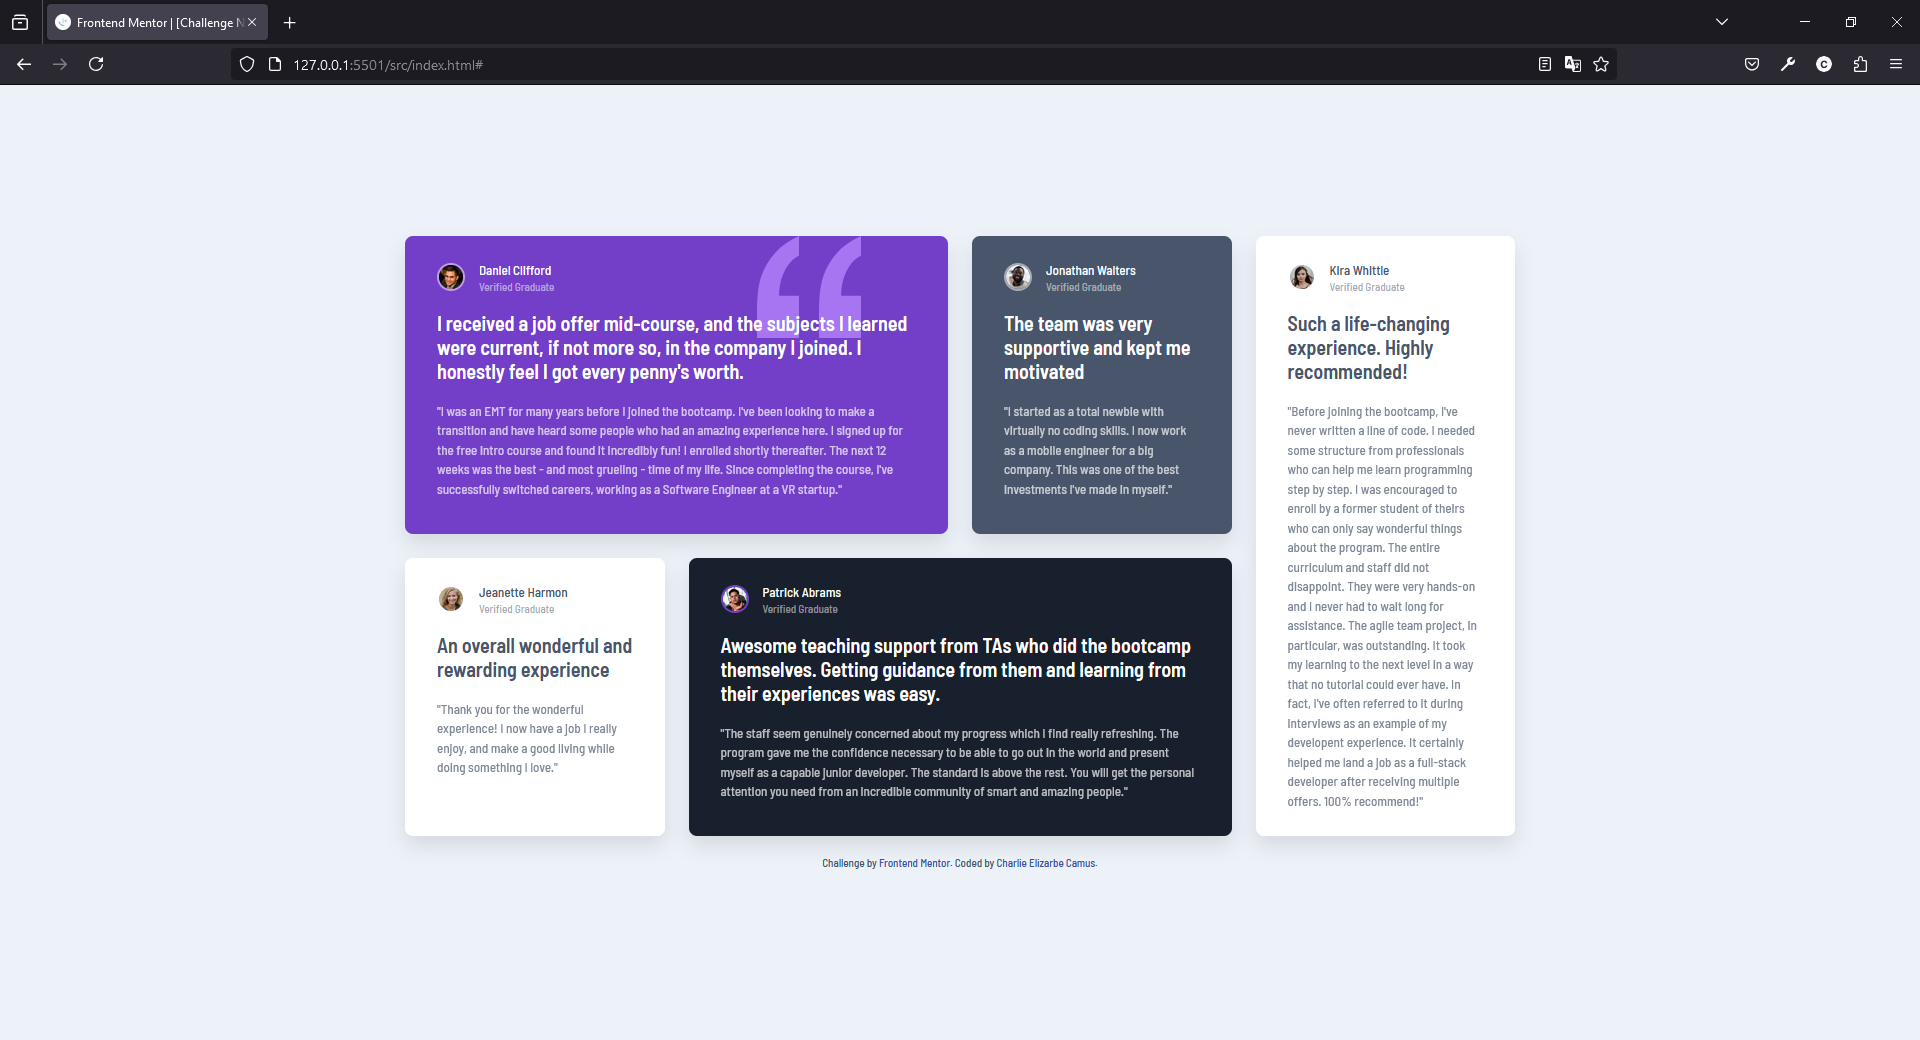 Frontend Mentor | [Challenge N
127.0.0.1:5501/src/index.html#
Daniel Clifford
Verified Graduate
I received a job offer mid-course, and the subjects I learned
were current, if not more so, in the company I joined. I
honestly feel I got every penny's worth.
"I was an EMT for many years before I joined the bootcamp. I've been looking to make a
transition and have heard some people who had an amazing experience here. I signed up for
the free intro course and found it incredibly fun! I enrolled shortly thereafter. The next 12
weeks was the best - and most grueling - time of my life. Since completing the course, I've
successfully switched careers, working as a Software Engineer at a VR startup."
Jonathan Walters
Verified Graduate
The team was very
supportive and kept me
motivated
"I started as a total newbie with
virtually no coding skills. I now work
as a mobile engineer for a big
company. This was one of the best
investments I've made in myself."
Kira Whittle
Verified Graduate
Such a life-changing
experience. Highly
recommended!
"Before joining the bootcamp, I've
never written a line of code. I needed
some structure from professionals
who can help me learn programming
step by step. I was encouraged to
enroll by a former student of theirs
who can only say wonderful things
about the program. The entire
curriculum and staff did not
disappoint. They were very hands-on
and I never had to wait long for
assistance. The agile team project, in
particular, was outstanding. It took
my learning to the next level in a way
that no tutorial could ever have. In
fact, I've often referred to it during
interviews as an example of my
developent experience. It certainly
helped me land a job as a full-stack
developer after receiving multiple
offers. 100% recommend!"
Jeanette Harmon
Verified Graduate
An overall wonderful and
rewarding experience
"Thank you for the wonderful
experience! I now have a job I really
enjoy, and make a good living while
doing something I love."
Patrick Abrams
Verified Graduate
Awesome teaching support from TAs who did the bootcamp
themselves. Getting guidance from them and learning from
their experiences was easy.
"The staff seem genuinely concerned about my progress which I find really refreshing. The
program gave me the confidence necessary to be able to go out in the world and present
myself as a capable junior developer. The standard is above the rest. You will get the personal
attention you need from an incredible community of smart and amazing people."
Challenge by Frontend Mentor. Coded by Charlie Elizarbe Camus.